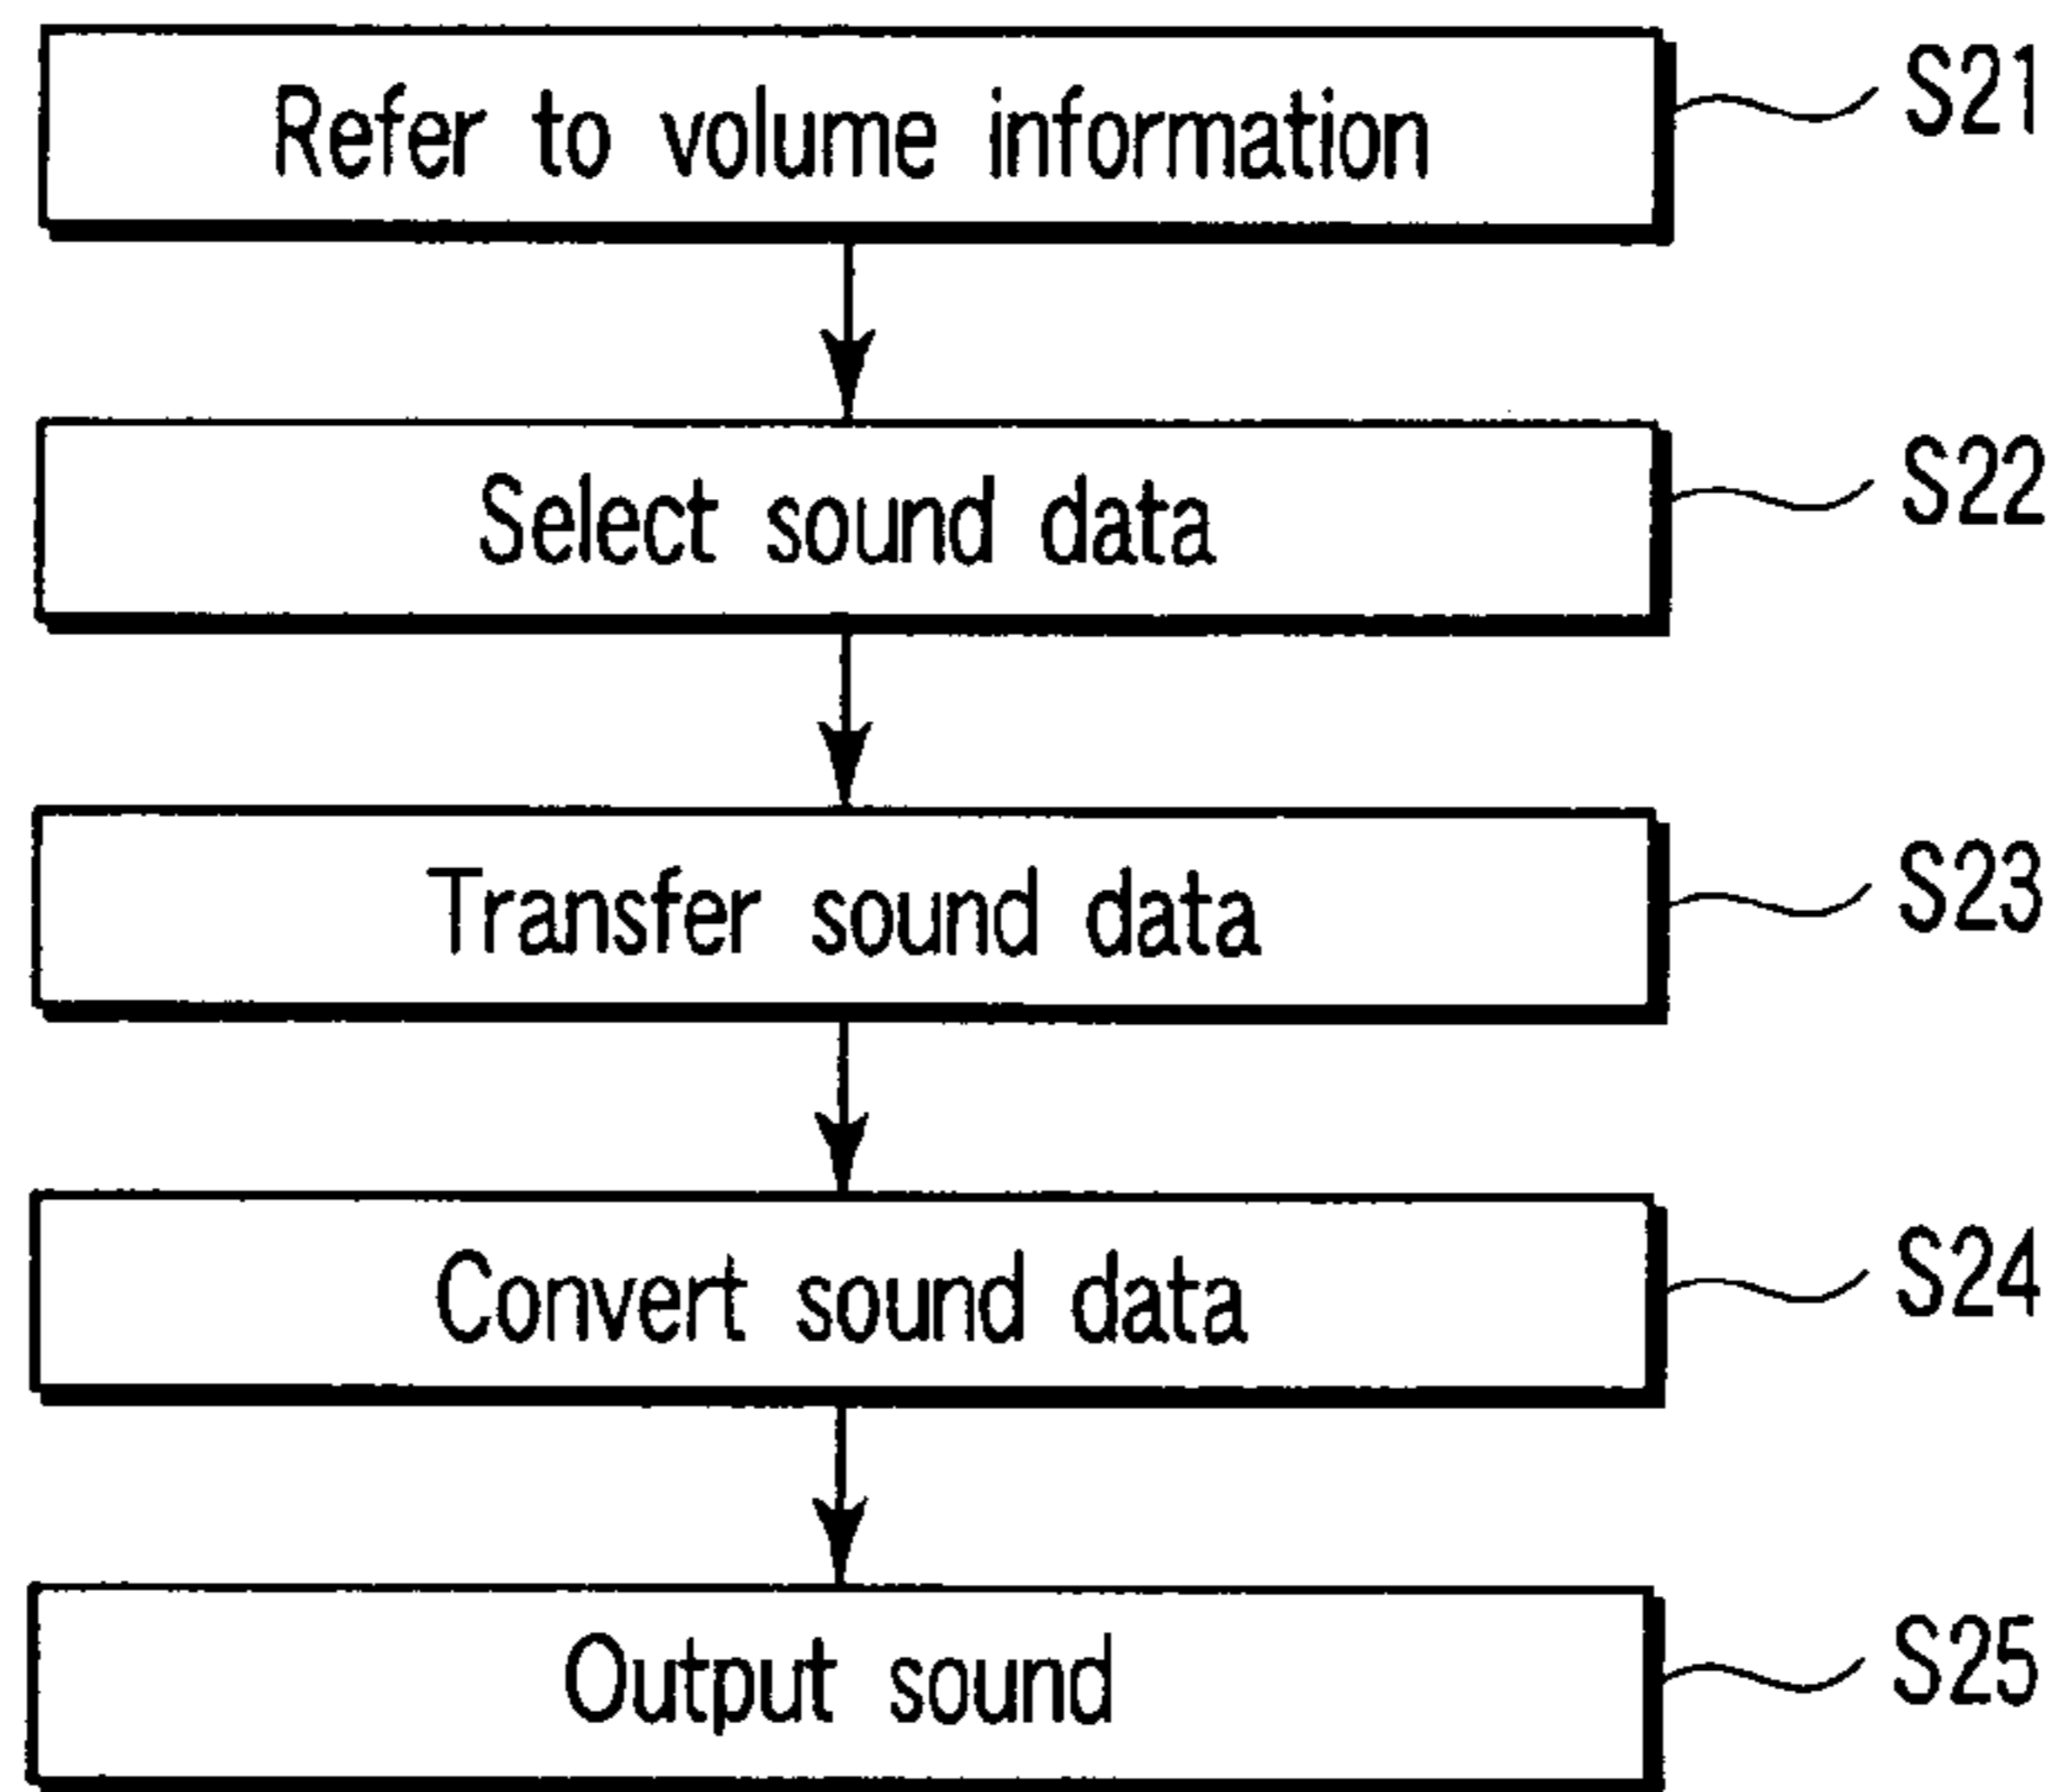 Refer to volume information S21
Select sound data S22
Transfer sound data S23
Convert sound data S24
Output sound S25